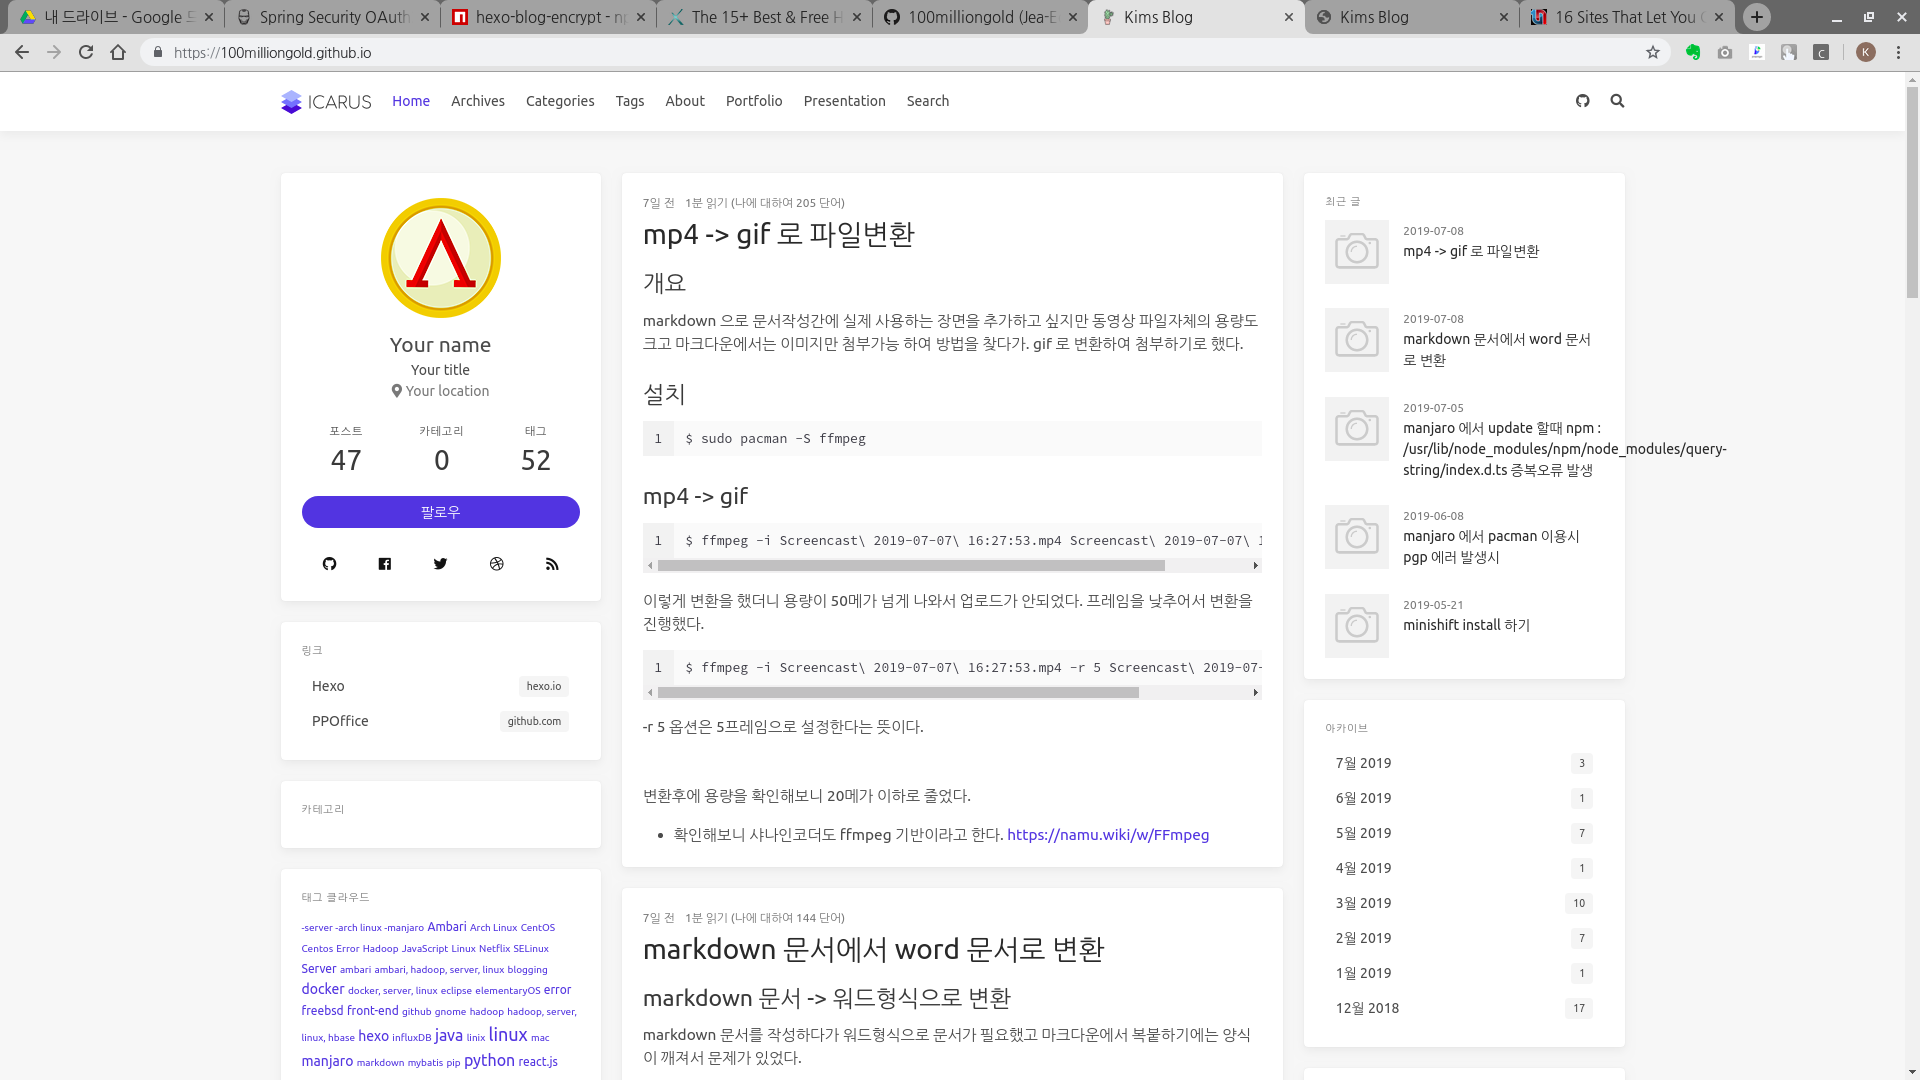 내 드라이브 - Google 드
Spring Security OAuth
hexo-blog-encrypt - np
The 15+ Best & Free H
100milliongold (Jea-E
Kims Blog
Kims Blog
16 Sites That Let You
https://100milliongold.github.io
K
ICARUS
Home
Archives
Categories
Tags
About
Portfolio
Presentation
Search
Your name
Your title
Your location
포스트
카테고리
태그
47
0
52
팔로우
링크
Hexo
hexo.io
PPOffice
github.com
카테고리
태그 클라우드
-server -arch linux -manjaro Ambari Arch Linux CentOS
Centos Error Hadoop JavaScript Linux Netflix SELinux
Server ambari ambari, hadoop, server, linux blogging
docker docker, server, linux eclipse elementaryOS error
freebsd front-end github gnome hadoop hadoop, server,
linux, hbase hexo influxDB java linix linux mac
manjaro markdown mybatis pip python react.js
7일 전 1분 읽기 (나에 대하여 205 단어)
mp4 -> gif 로 파일변환
개요
markdown 으로 문서작성간에 실제 사용하는 장면을 추가하고 싶지만 동영상 파일자체의 용량도
크고 마크다운에서는 이미지만 첨부가능 하여 방법을 찾다가. gif 로 변환하여 첨부하기로 했다.
설치
1 $ sudo pacman -S ffmpeg
mp4 -> gif
1 $ ffmpeg -i Screencast\ 2019-07-07\ 16:27:53.mp4 Screencast\ 2019-07-07\ 1
이렇게 변환을 했더니 용량이 50메가 넘게 나와서 업로드가 안되었다. 프레임을 낮추어서 변환을
진행했다.
1 $ ffmpeg -i Screencast\ 2019-07-07\ 16:27:53.mp4 -r 5 Screencast\ 2019-07-
-r 5 옵션은 5프레임으로 설정한다는 뜻이다.
변환후에 용량을 확인해보니 20메가 이하로 줄었다.
• 확인해보니 샤나인코더도 ffmpeg 기반이라고 한다. https://namu.wiki/w/FFmpeg
7일 전 1분 읽기 (나에 대하여 144 단어)
markdown 문서에서 word 문서로 변환
markdown 문서 -> 워드형식으로 변환
markdown 문서를 작성하다가 워드형식으로 문서가 필요했고 마크다운에서 복붙하기에는 양식
이 깨져서 문제가 있었다.
최근 글
2019-07-08
mp4 -> gif 로 파일변환
2019-07-08
markdown 문서에서 word 문서
로 변환
2019-07-05
manjaro 에서 update 할때 npm :
/usr/lib/node_modules/npm/node_modules/query-
string/index.d.ts 중복오류 발생
2019-06-08
manjaro 에서 pacman 이용시
pgp 에러 발생시
2019-05-21
minishift install 하기
아카이브
7월 2019 3
6월 2019 1
5월 2019 7
4월 2019 1
3월 2019 10
2월 2019 7
1월 2019 1
12월 2018 17